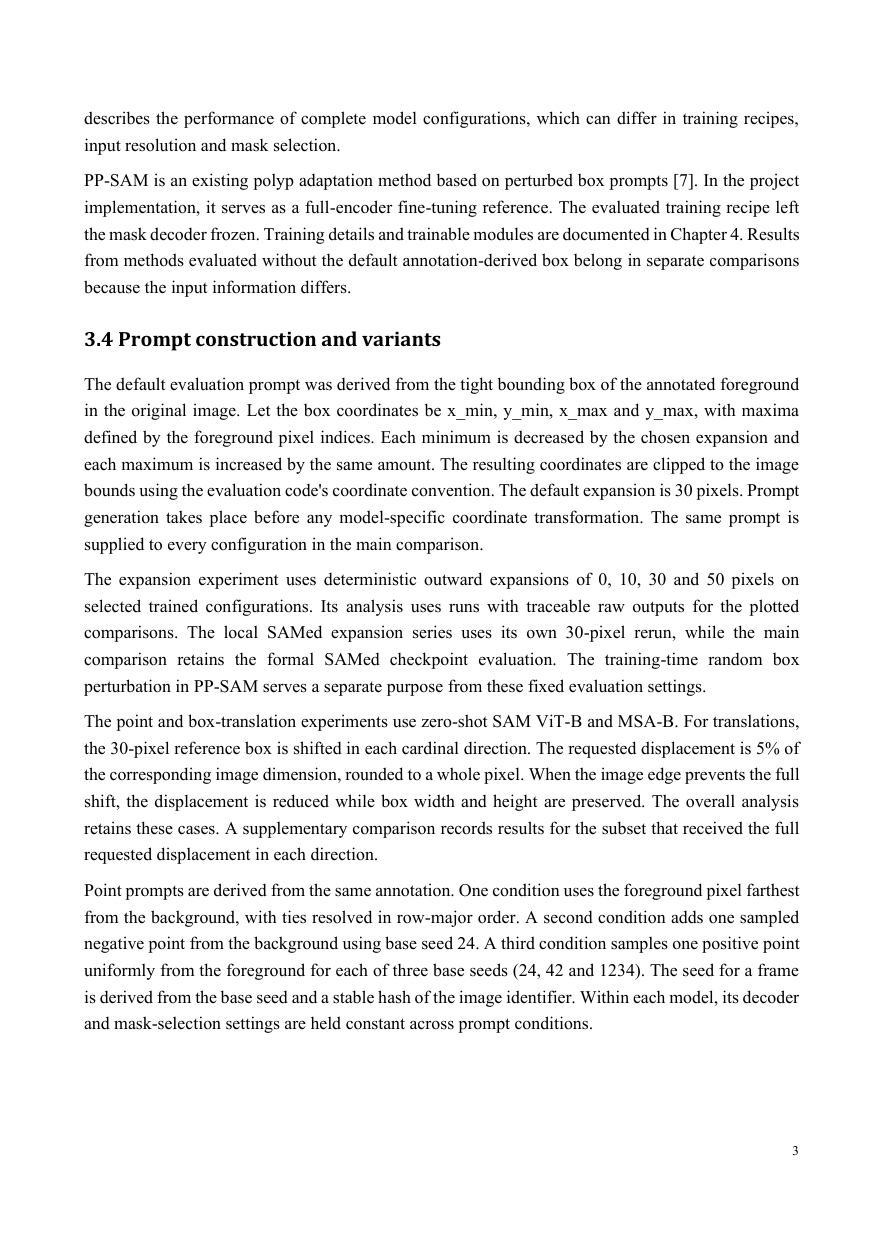 describes the performance of complete model configurations, which can differ in training recipes,
input resolution and mask selection.
PP-SAM is an existing polyp adaptation method based on perturbed box prompts [7]. In the project
implementation, it serves as a full-encoder fine-tuning reference. The evaluated training recipe left
the mask decoder frozen. Training details and trainable modules are documented in Chapter 4. Results
from methods evaluated without the default annotation-derived box belong in separate comparisons
because the input information differs.
3.4 Prompt construction and variants
The default evaluation prompt was derived from the tight bounding box of the annotated foreground
in the original image. Let the box coordinates be x_min, y_min, x_max and y_max, with maxima
defined by the foreground pixel indices. Each minimum is decreased by the chosen expansion and
each maximum is increased by the same amount. The resulting coordinates are clipped to the image
bounds using the evaluation code's coordinate convention. The default expansion is 30 pixels. Prompt
generation takes place before any model-specific coordinate transformation. The same prompt is
supplied to every configuration in the main comparison.
The expansion experiment uses deterministic outward expansions of 0, 10, 30 and 50 pixels on
selected trained configurations. Its analysis uses runs with traceable raw outputs for the plotted
comparisons. The local SAMed expansion series uses its own 30-pixel rerun, while the main
comparison retains the formal SAMed checkpoint evaluation. The training-time random box
perturbation in PP-SAM serves a separate purpose from these fixed evaluation settings.
The point and box-translation experiments use zero-shot SAM ViT-B and MSA-B. For translations,
the 30-pixel reference box is shifted in each cardinal direction. The requested displacement is 5% of
the corresponding image dimension, rounded to a whole pixel. When the image edge prevents the full
shift, the displacement is reduced while box width and height are preserved. The overall analysis
retains these cases. A supplementary comparison records results for the subset that received the full
requested displacement in each direction.
Point prompts are derived from the same annotation. One condition uses the foreground pixel farthest
from the background, with ties resolved in row-major order. A second condition adds one sampled
negative point from the background using base seed 24. A third condition samples one positive point
uniformly from the foreground for each of three base seeds (24, 42 and 1234). The seed for a frame
is derived from the base seed and a stable hash of the image identifier. Within each model, its decoder
and mask-selection settings are held constant across prompt conditions.
3